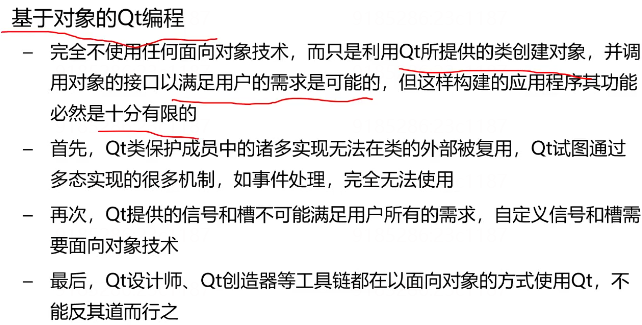 基于对象的Qt编程
– 完全不使用任何面向对象技术，而只是利用Qt所提供的类创建对象，并调
用对象的接口以满足用户的需求是可能的，但这样构建的应用程序其功能
必然是十分有限的
– 首先，Qt类保护成员中的诸多实现无法在类的外部被复用，Qt试图通过
多态实现的很多机制，如事件处理，完全无法使用
– 再次，Qt提供的信号和槽不可能满足用户所有的需求，自定义信号和槽需
要面向对象技术
– 最后，Qt设计师、Qt创造器等工具链都在以面向对象的方式使用Qt，不
能反其道而行之